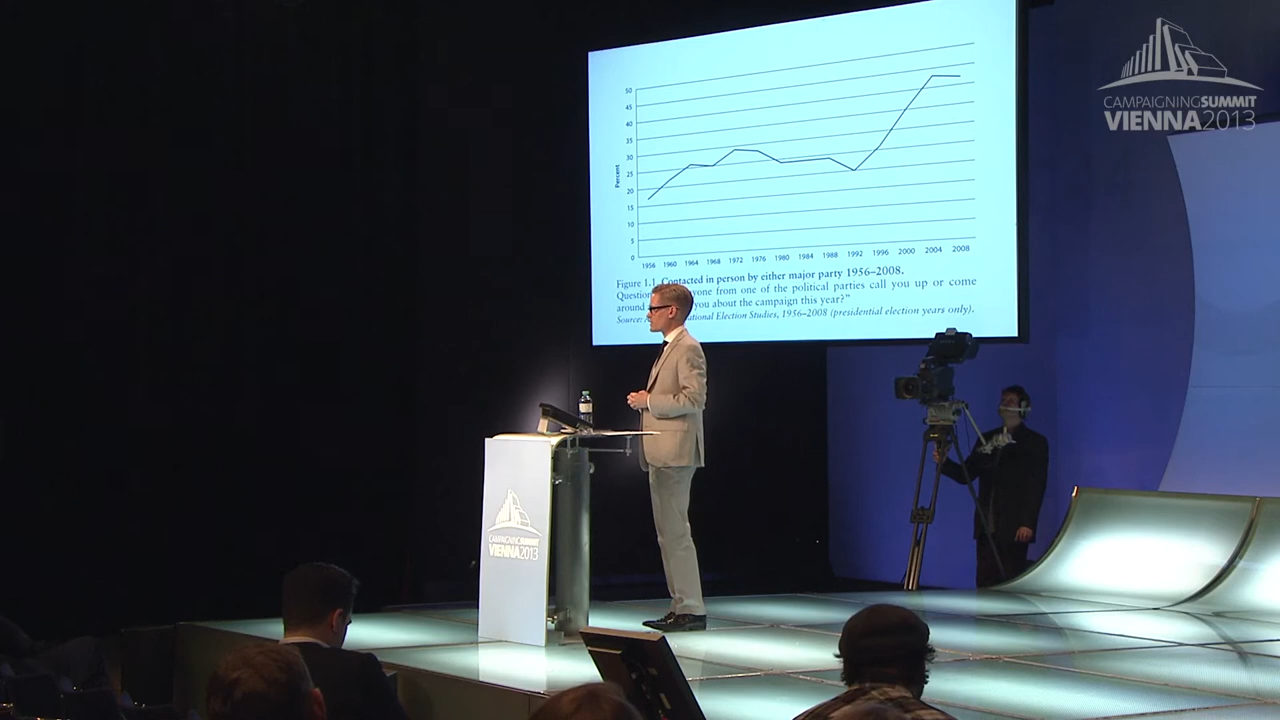 CAMPAIGNINGSUMMIT
VIENNA2013
50
45
40
35
30
25
20
15
10
5
0
Percent
1956 1960 1964 1968 1972 1976 1980 1984 1988 1992 1996 2000 2004 2008
Figure 1.1 Contacted in person by either major party 1956–2008.
Question yone from one of the political parties call you up or come
around you about the campaign this year?"
Source: ational Election Studies, 1956–2008 (presidential election years only).
CAMPAIGNINGSUMMIT
VIENNA2013